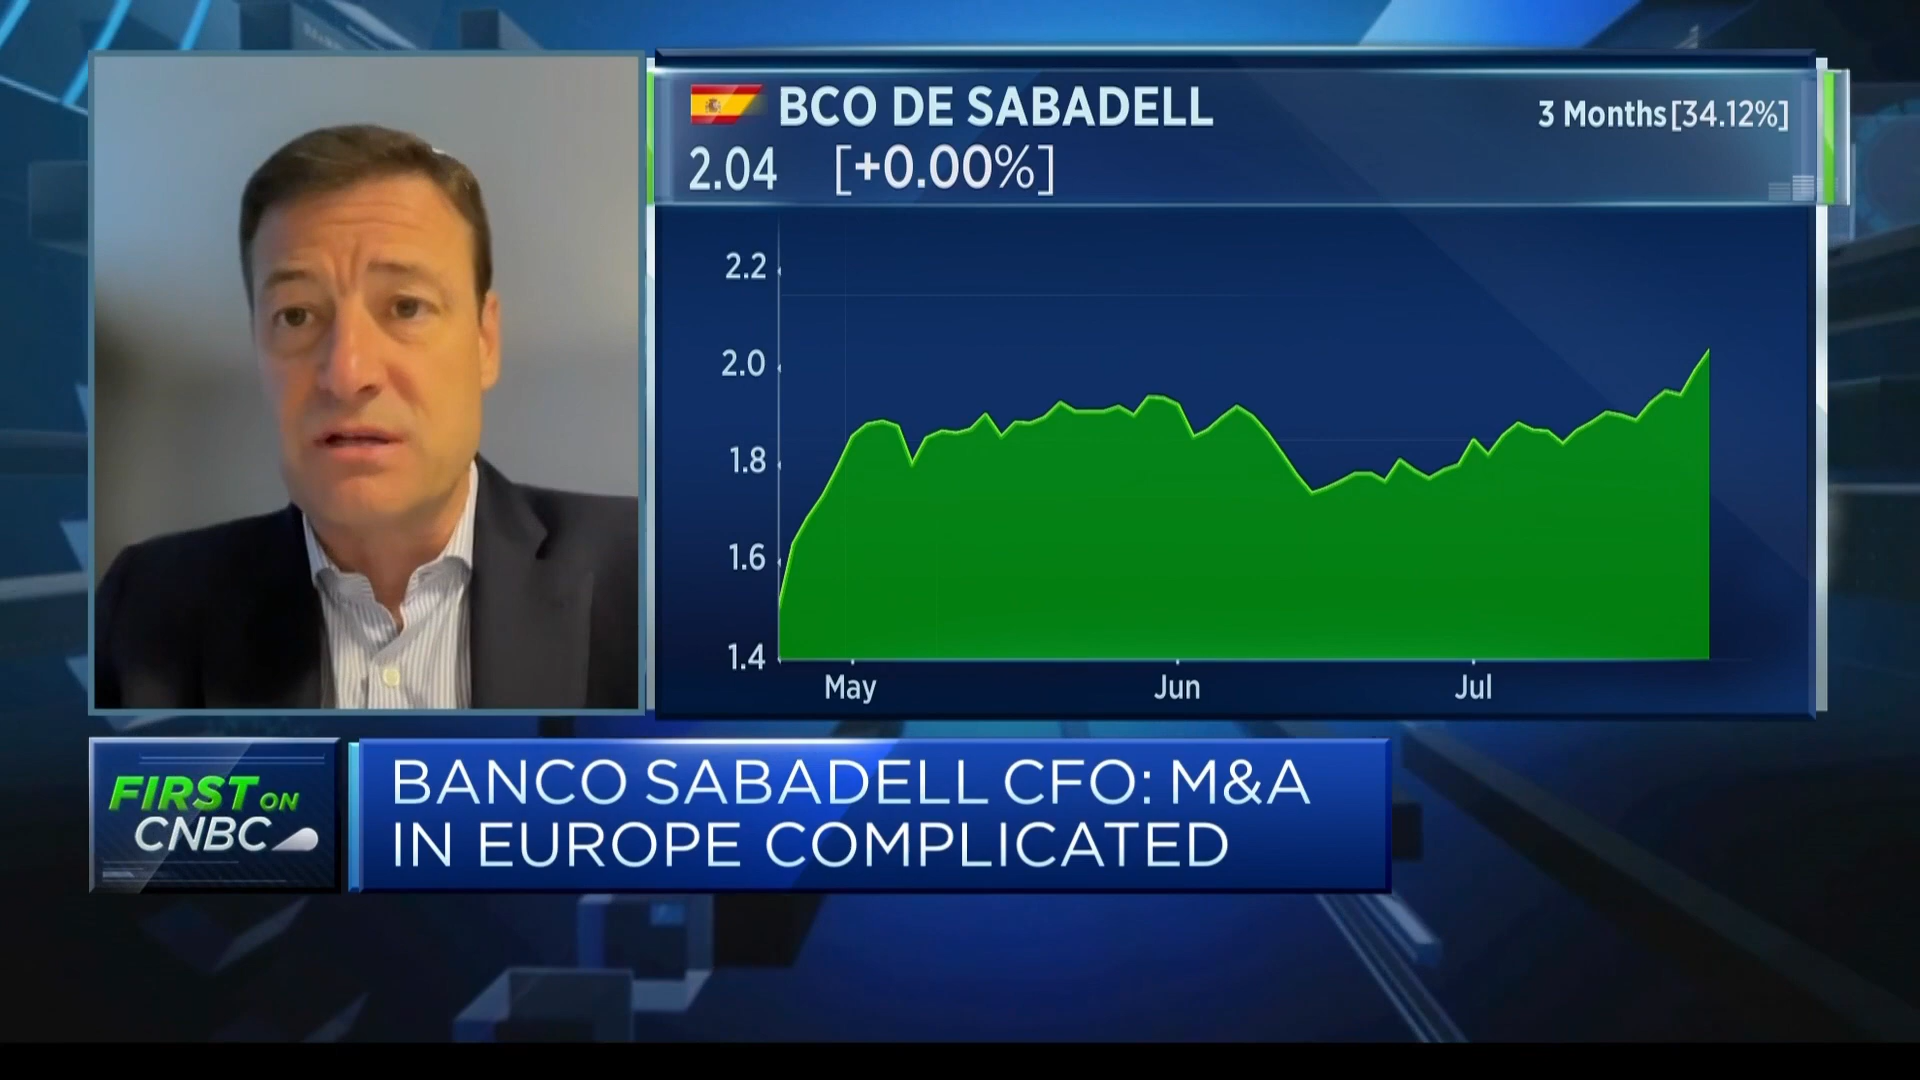 BCO DE SABADELL
3 Months[34.12%]
2.04 [+0.00%]
2.2
2.0
1.8
1.6
1.4
May Jun Jul
FIRST ON
CNBC
BANCO SABADELL CFO: M&A
IN EUROPE COMPLICATED